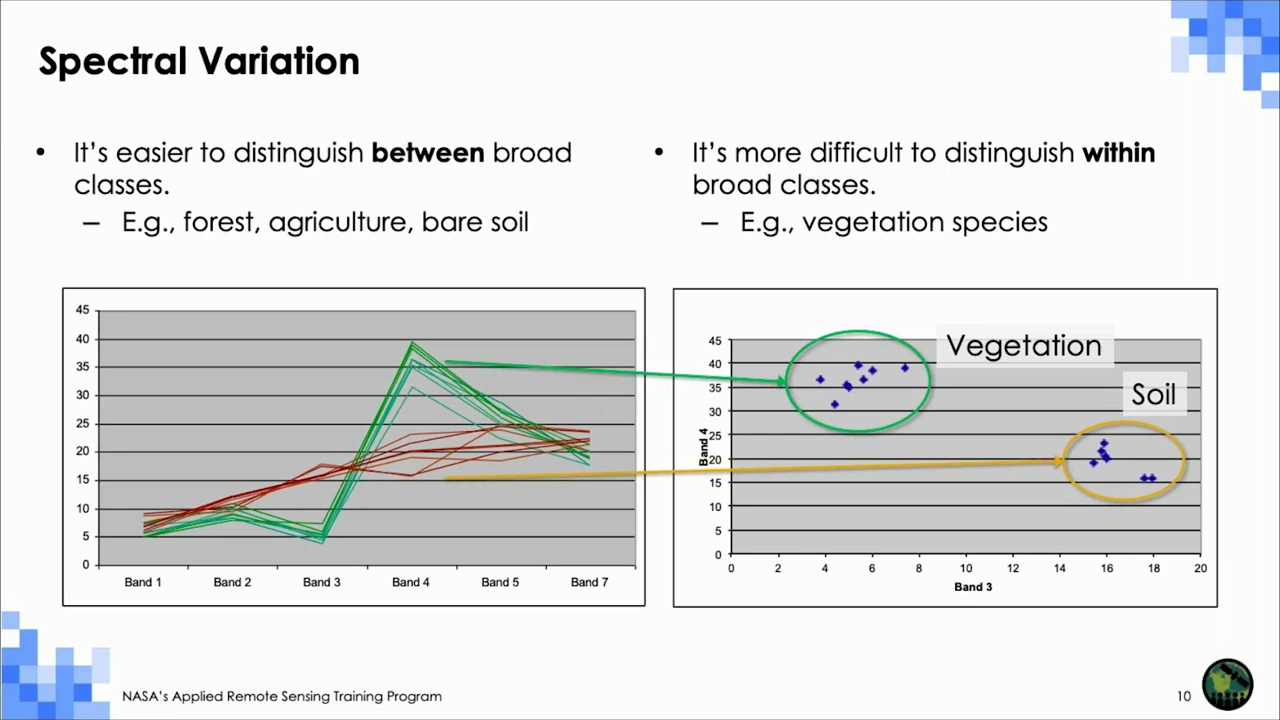 Spectral Variation
• It's easier to distinguish between broad
classes.
– E.g., forest, agriculture, bare soil
• It's more difficult to distinguish within
broad classes.
– E.g., vegetation species
45
40
35
30
25
20
15
10
5
0
Band 1 Band 2 Band 3 Band 4 Band 5 Band 7
Vegetation
Soil
Band 4
45
40
35
30
25
20
15
10
5
0
0 2 4 6 8 10 12 14 16 18 20
Band 3
NASA's Applied Remote Sensing Training Program
10